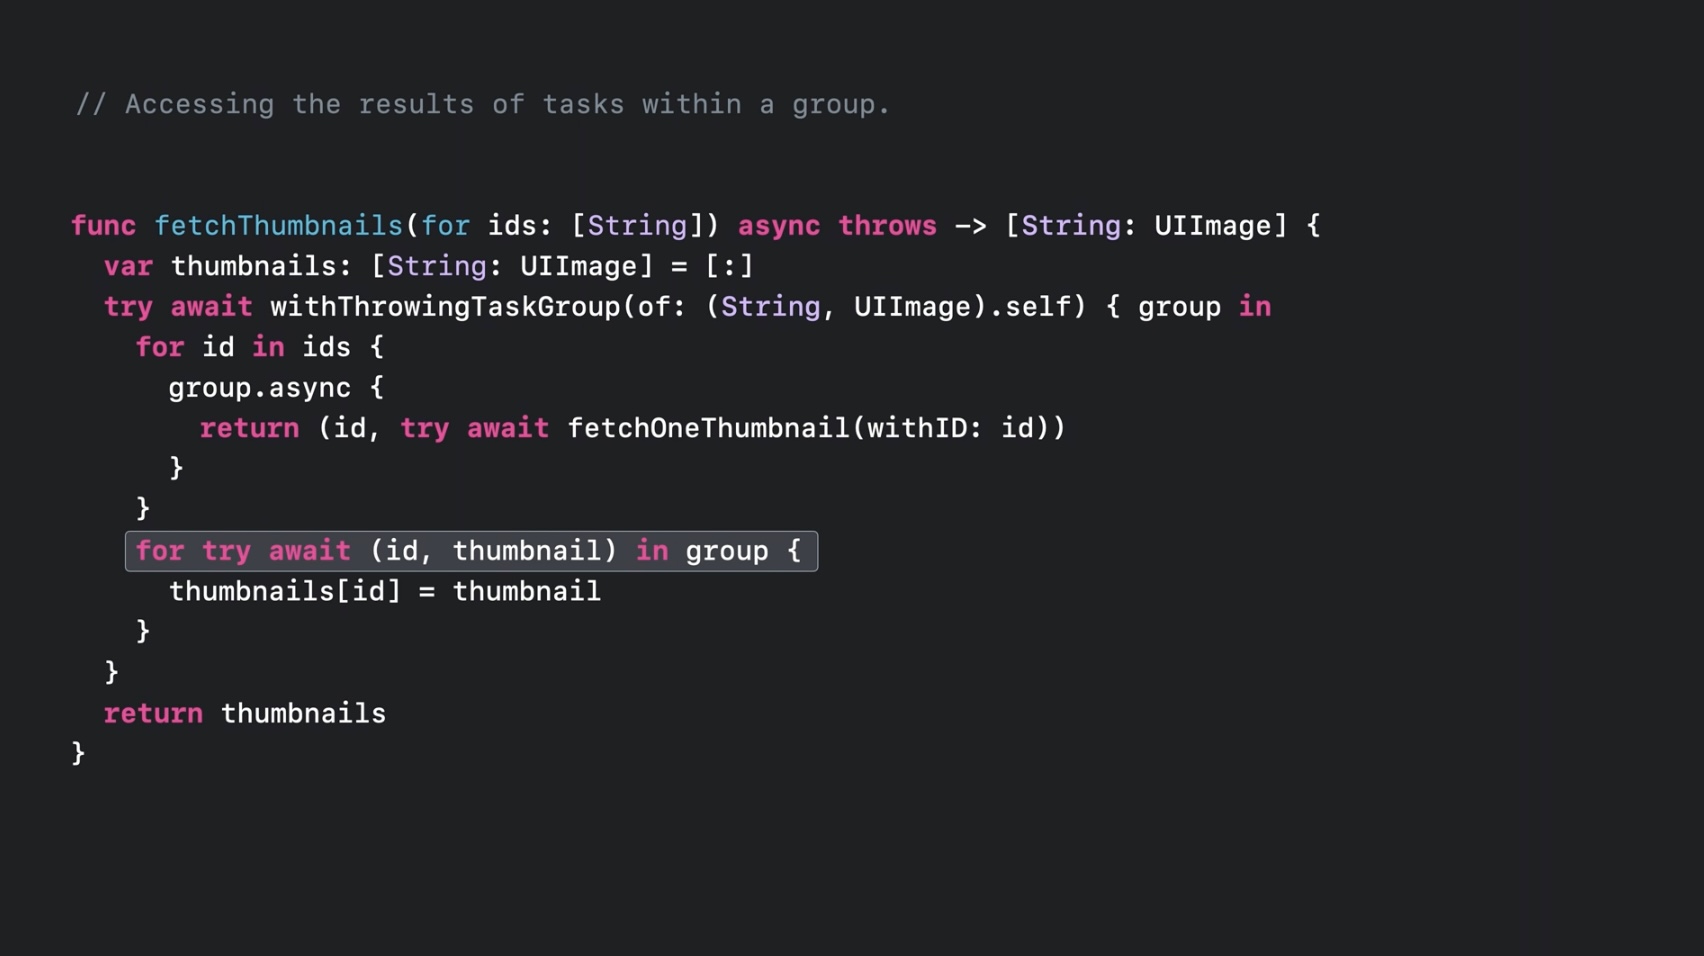 // Accessing the results of tasks within a group.
func fetchThumbnails(for ids: [String]) async throws -> [String: UIImage] {
var thumbnails: [String: UIImage] = [:]
try await withThrowingTaskGroup(of: (String, UIImage).self) { group in
for id in ids {
group.async {
return (id, try await fetchOneThumbnail(withID: id))
}
}
for try await (id, thumbnail) in group {
thumbnails[id] = thumbnail
}
}
return thumbnails
}